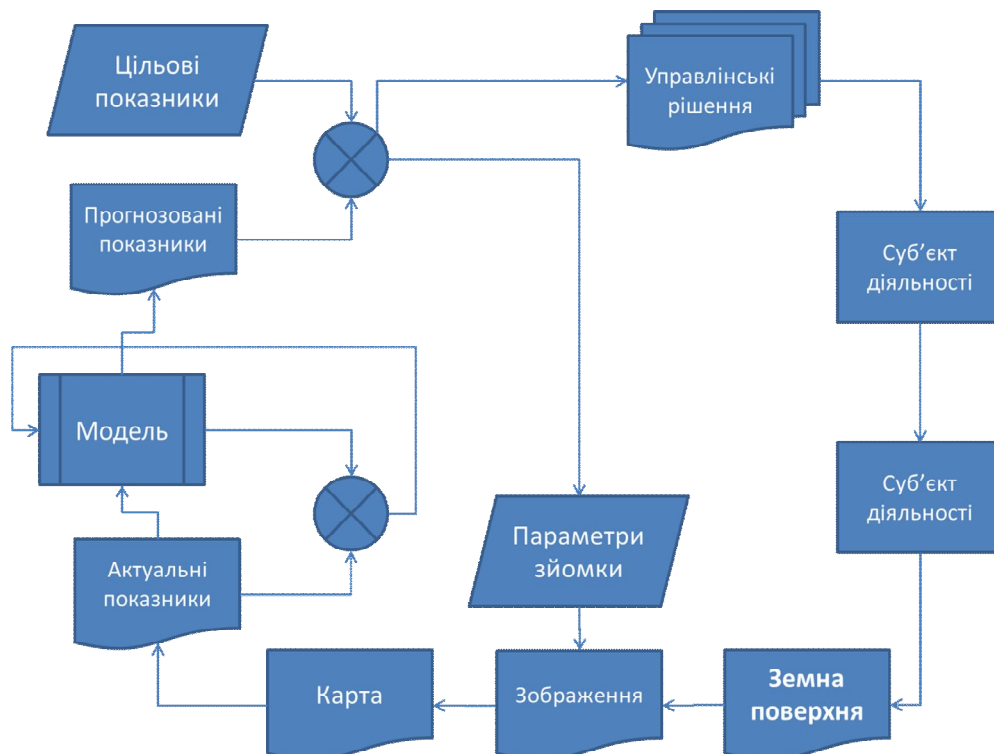 Цільові
показники
Управлінські
рішення
Прогнозовані
показники
Суб’єкт
діяльності
Модель
Суб’єкт
діяльності
Параметри
зйомки
Актуальні
показники
Карта
Зображення
Земна
поверхня